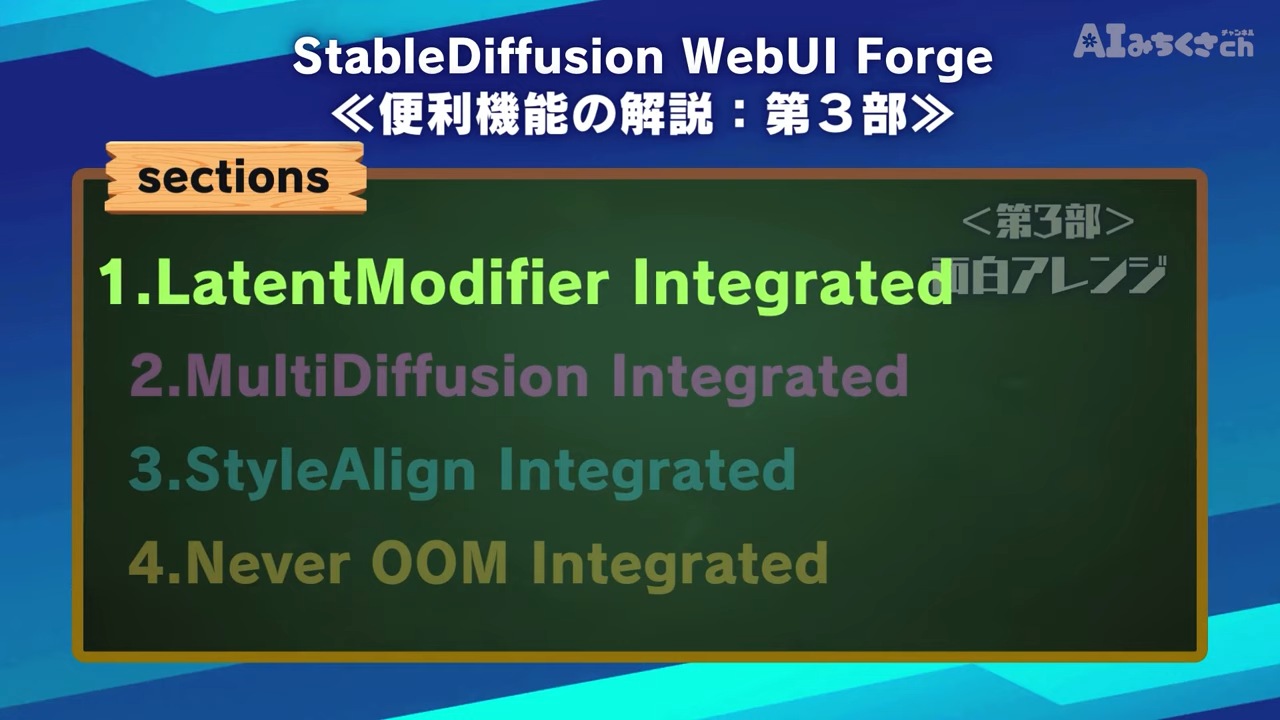 StableDiffusion WebUI Forge
≪便利機能の解説：第３部≫
AIみちくさch
チャンネル
sections
＜第3部＞
面白アレンジ
1.LatentModifier Integrated
2.MultiDiffusion Integrated
3.StyleAlign Integrated
4.Never OOM Integrated